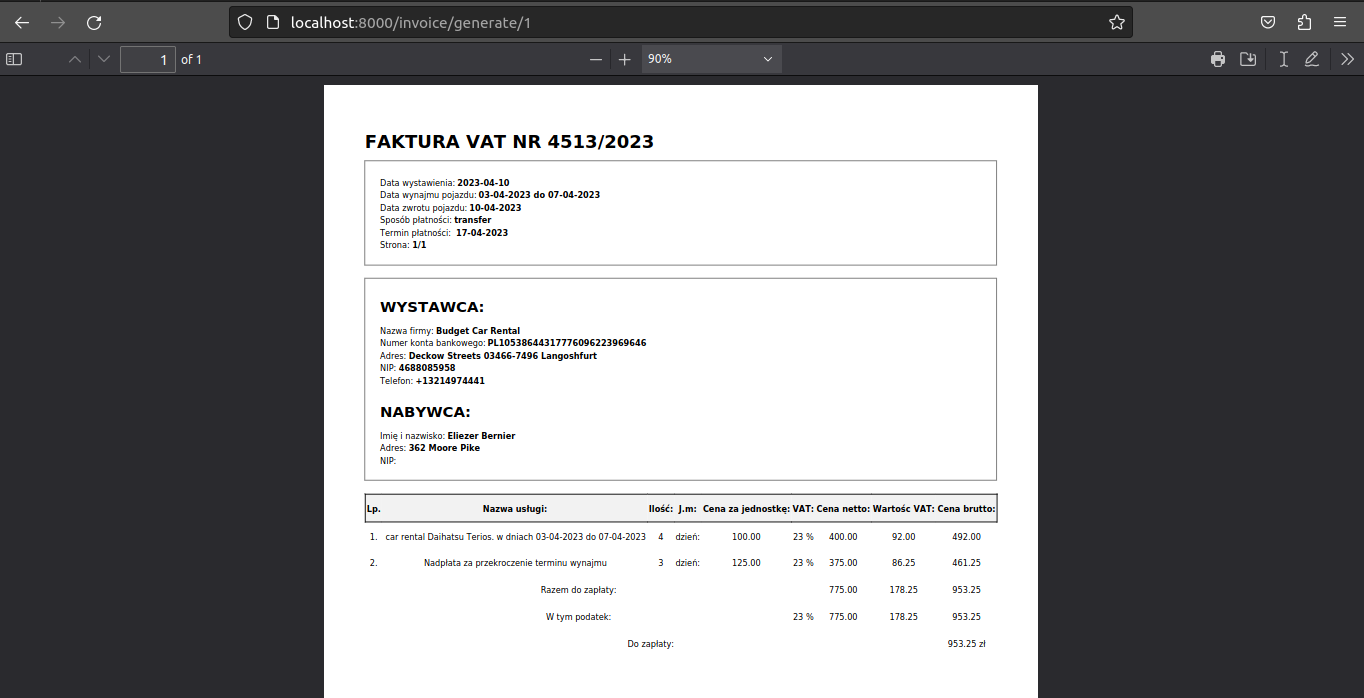 localhost:8000/invoice/generate/1
1 of 1 90%
FAKTURA VAT NR 4513/2023
Data wystawienia: 2023-04-10
Data wynajmu pojazdu: 03-04-2023 do 07-04-2023
Data zwrotu pojazdu: 10-04-2023
Sposób płatności: transfer
Termin płatności: 17-04-2023
Strona: 1/1
WYSTAWCA:
Nazwa firmy: Budget Car Rental
Numer konta bankowego: PL10538644317776096223969646
Adres: Deckow Streets 03466-7496 Langoshfurt
NIP: 4688085958
Telefon: +13214974441
NABYWCA:
Imię i nazwisko: Eliezer Bernier
Adres: 362 Moore Pike
NIP:
Lp. Nazwa usługi: Ilość: J.m: Cena za jednostkę: VAT: Cena netto: Wartośc VAT: Cena brutto:
1. car rental Daihatsu Terios. w dniach 03-04-2023 do 07-04-2023 4 dzień: 100.00 23 % 400.00 92.00 492.00
2. Nadpłata za przekroczenie terminu wynajmu 3 dzień: 125.00 23 % 375.00 86.25 461.25
Razem do zapłaty: 775.00 178.25 953.25
W tym podatek: 23 % 775.00 178.25 953.25
Do zapłaty: 953.25 zł